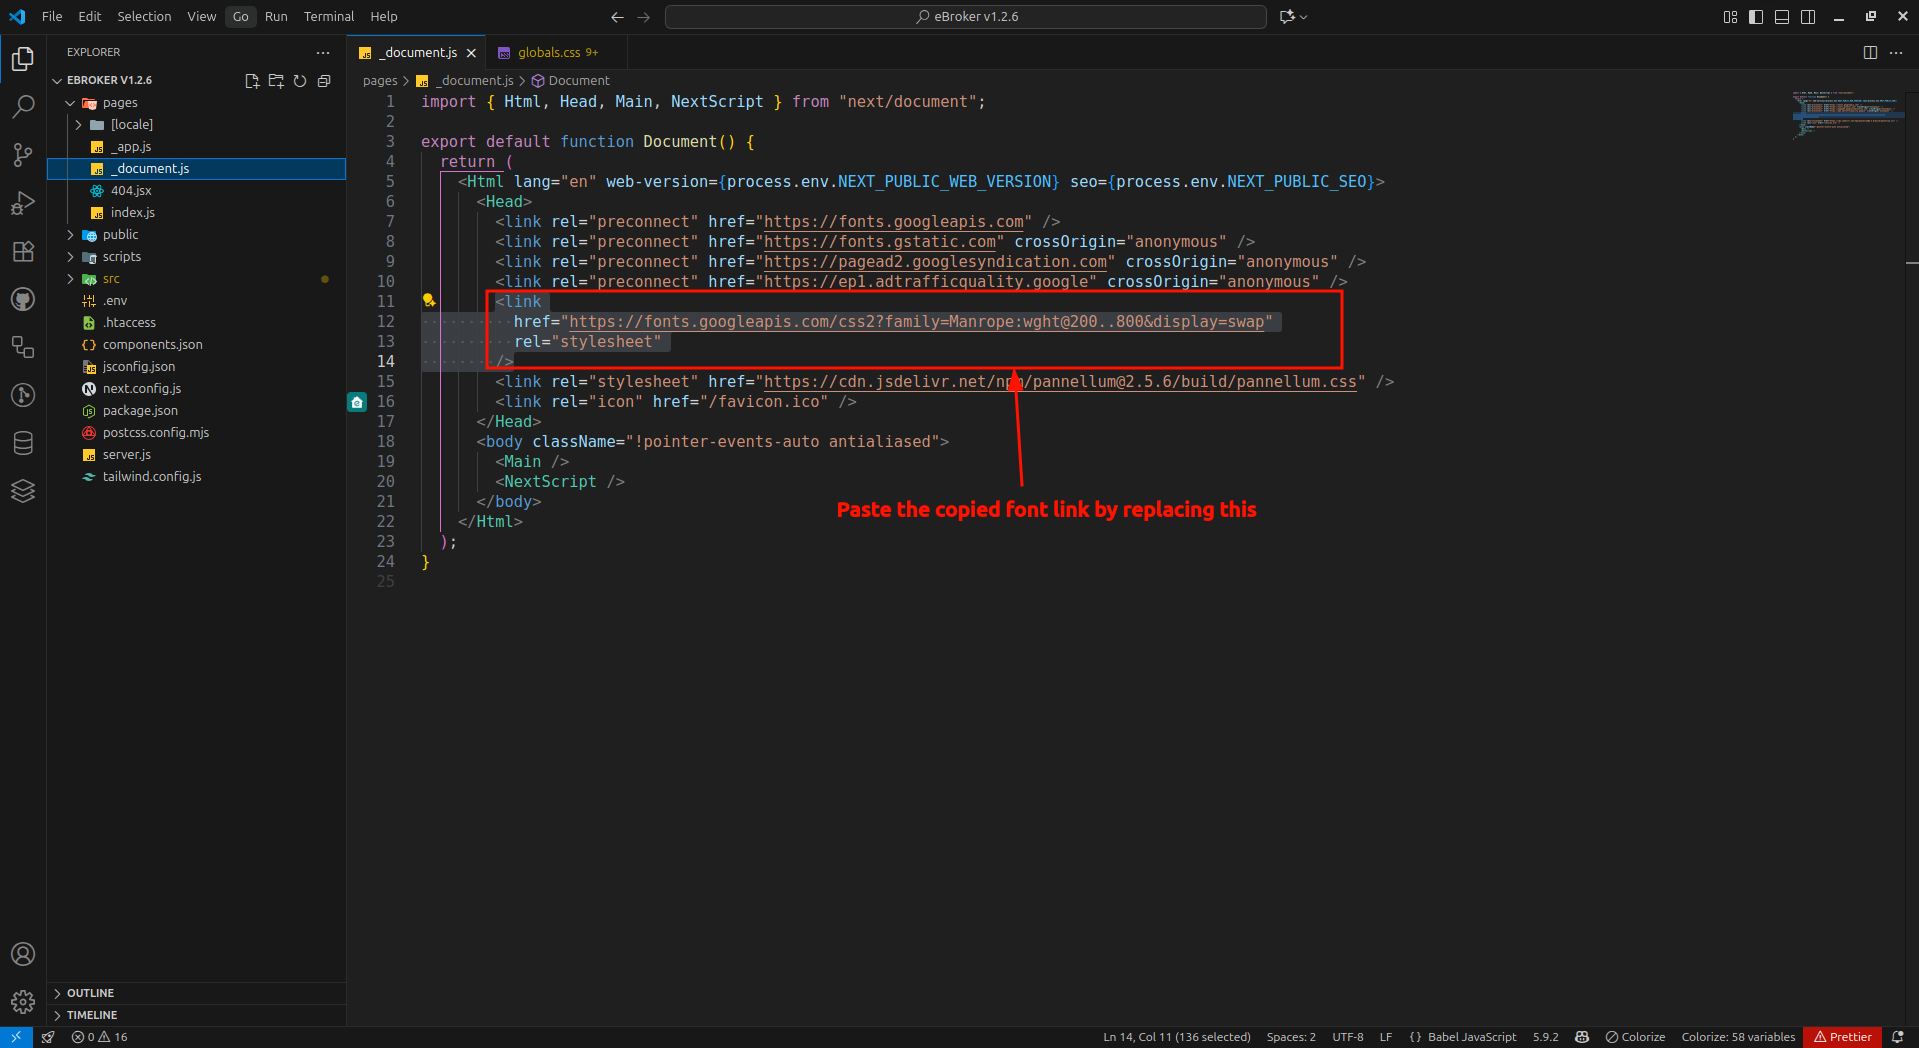 File Edit Selection View Go Run Terminal Help
eBroker v1.2.6
EXPLORER
EBROKER V1.2.6
pages
[locale]
_app.js
_document.js
404.jsx
index.js
public
scripts
src
.env
.htaccess
components.json
jsconfig.json
next.config.js
package.json
postcss.config.mjs
server.js
tailwind.config.js
OUTLINE
TIMELINE
_document.js
globals.css 9+
pages > _document.js > Document
1 import { Html, Head, Main, NextScript } from "next/document";
2
3 export default function Document() {
4 return (
5 <Html lang="en" web-version={process.env.NEXT_PUBLIC_WEB_VERSION} seo={process.env.NEXT_PUBLIC_SEO}>
6 <Head>
7 <link rel="preconnect" href="https://fonts.googleapis.com" />
8 <link rel="preconnect" href="https://fonts.gstatic.com" crossOrigin="anonymous" />
9 <link rel="preconnect" href="https://pagead2.googlesyndication.com" crossOrigin="anonymous" />
10 <link rel="preconnect" href="https://ep1.adtrafficquality.google" crossOrigin="anonymous" />
11 <link
12 href="https://fonts.googleapis.com/css2?family=Manrope:wght@200..800&display=swap"
13 rel="stylesheet"
14 />
15 <link rel="stylesheet" href="https://cdn.jsdelivr.net/npm/pannellum@2.5.6/build/pannellum.css" />
16 <link rel="icon" href="/favicon.ico" />
17 </Head>
18 <body className="!pointer-events-auto antialiased">
19 <Main />
20 <NextScript />
21 </body>
22 </Html>
23 );
24 }
25
Paste the copied font link by replacing this
0 16
Ln 14, Col 11 (136 selected) Spaces: 2 UTF-8 LF { } Babel JavaScript 5.9.2 Colorize Colorize: 58 variables Prettier